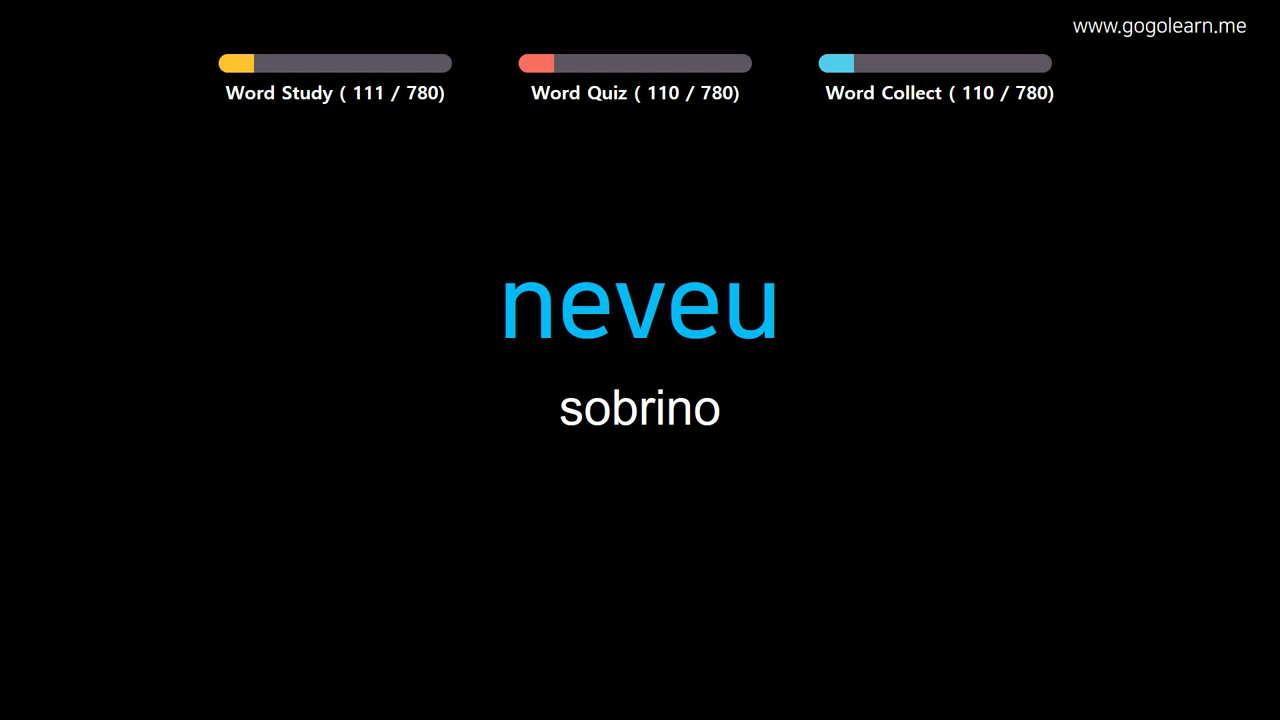 www.gogolearn.me
Word Study ( 111 / 780)
Word Quiz ( 110 / 780)
Word Collect ( 110 / 780)
neveu
sobrino